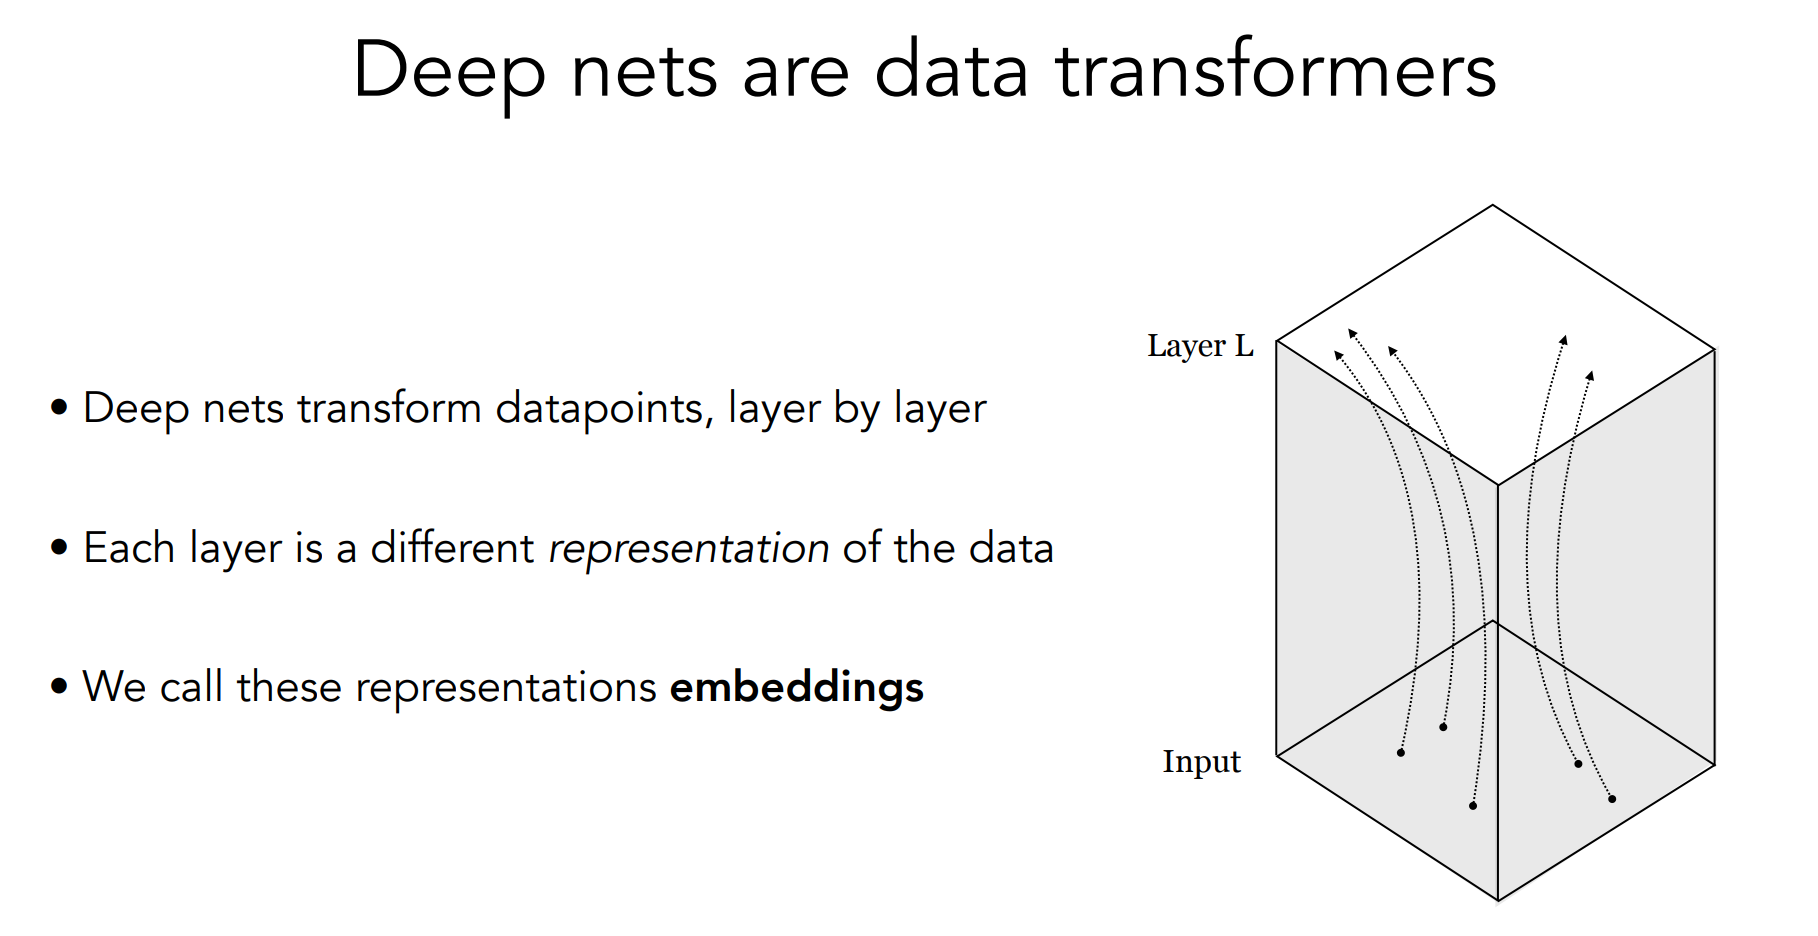 Deep nets are data transformers
• Deep nets transform datapoints, layer by layer
• Each layer is a different representation of the data
• We call these representations embeddings
Layer L
Input